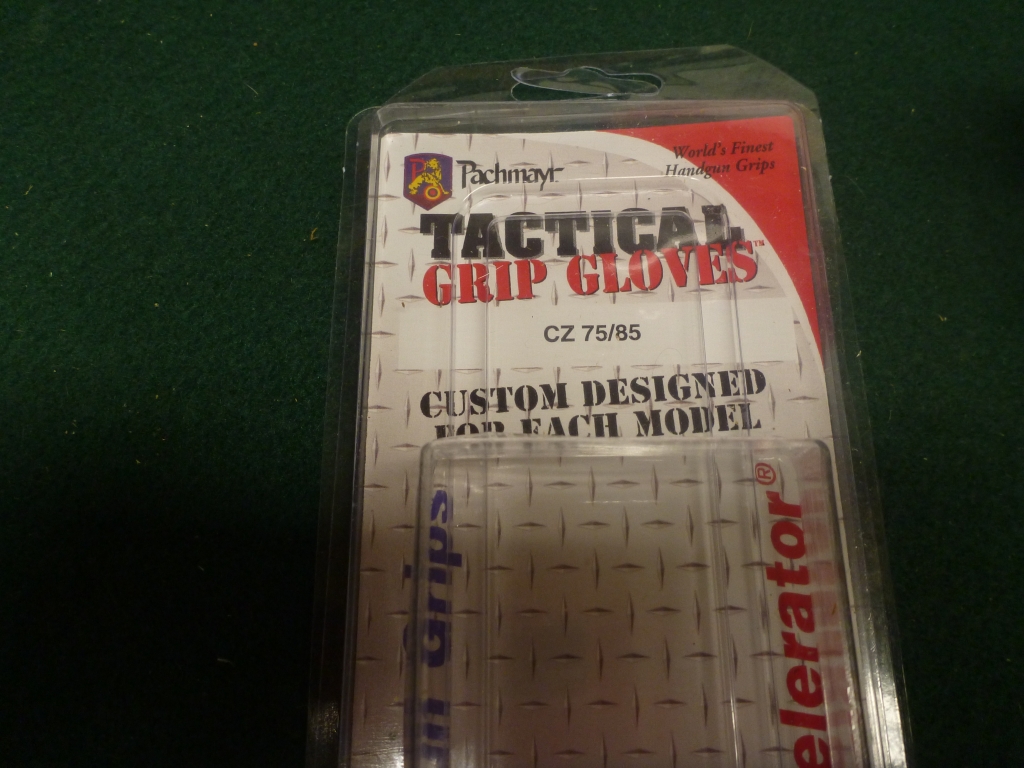 Pachmayr
World's Finest
Handgun Grips
TACTICAL
GRIP GLOVES™
CZ 75/85
CUSTOM DESIGNED
FOR EACH MODEL
Grips
elerator®